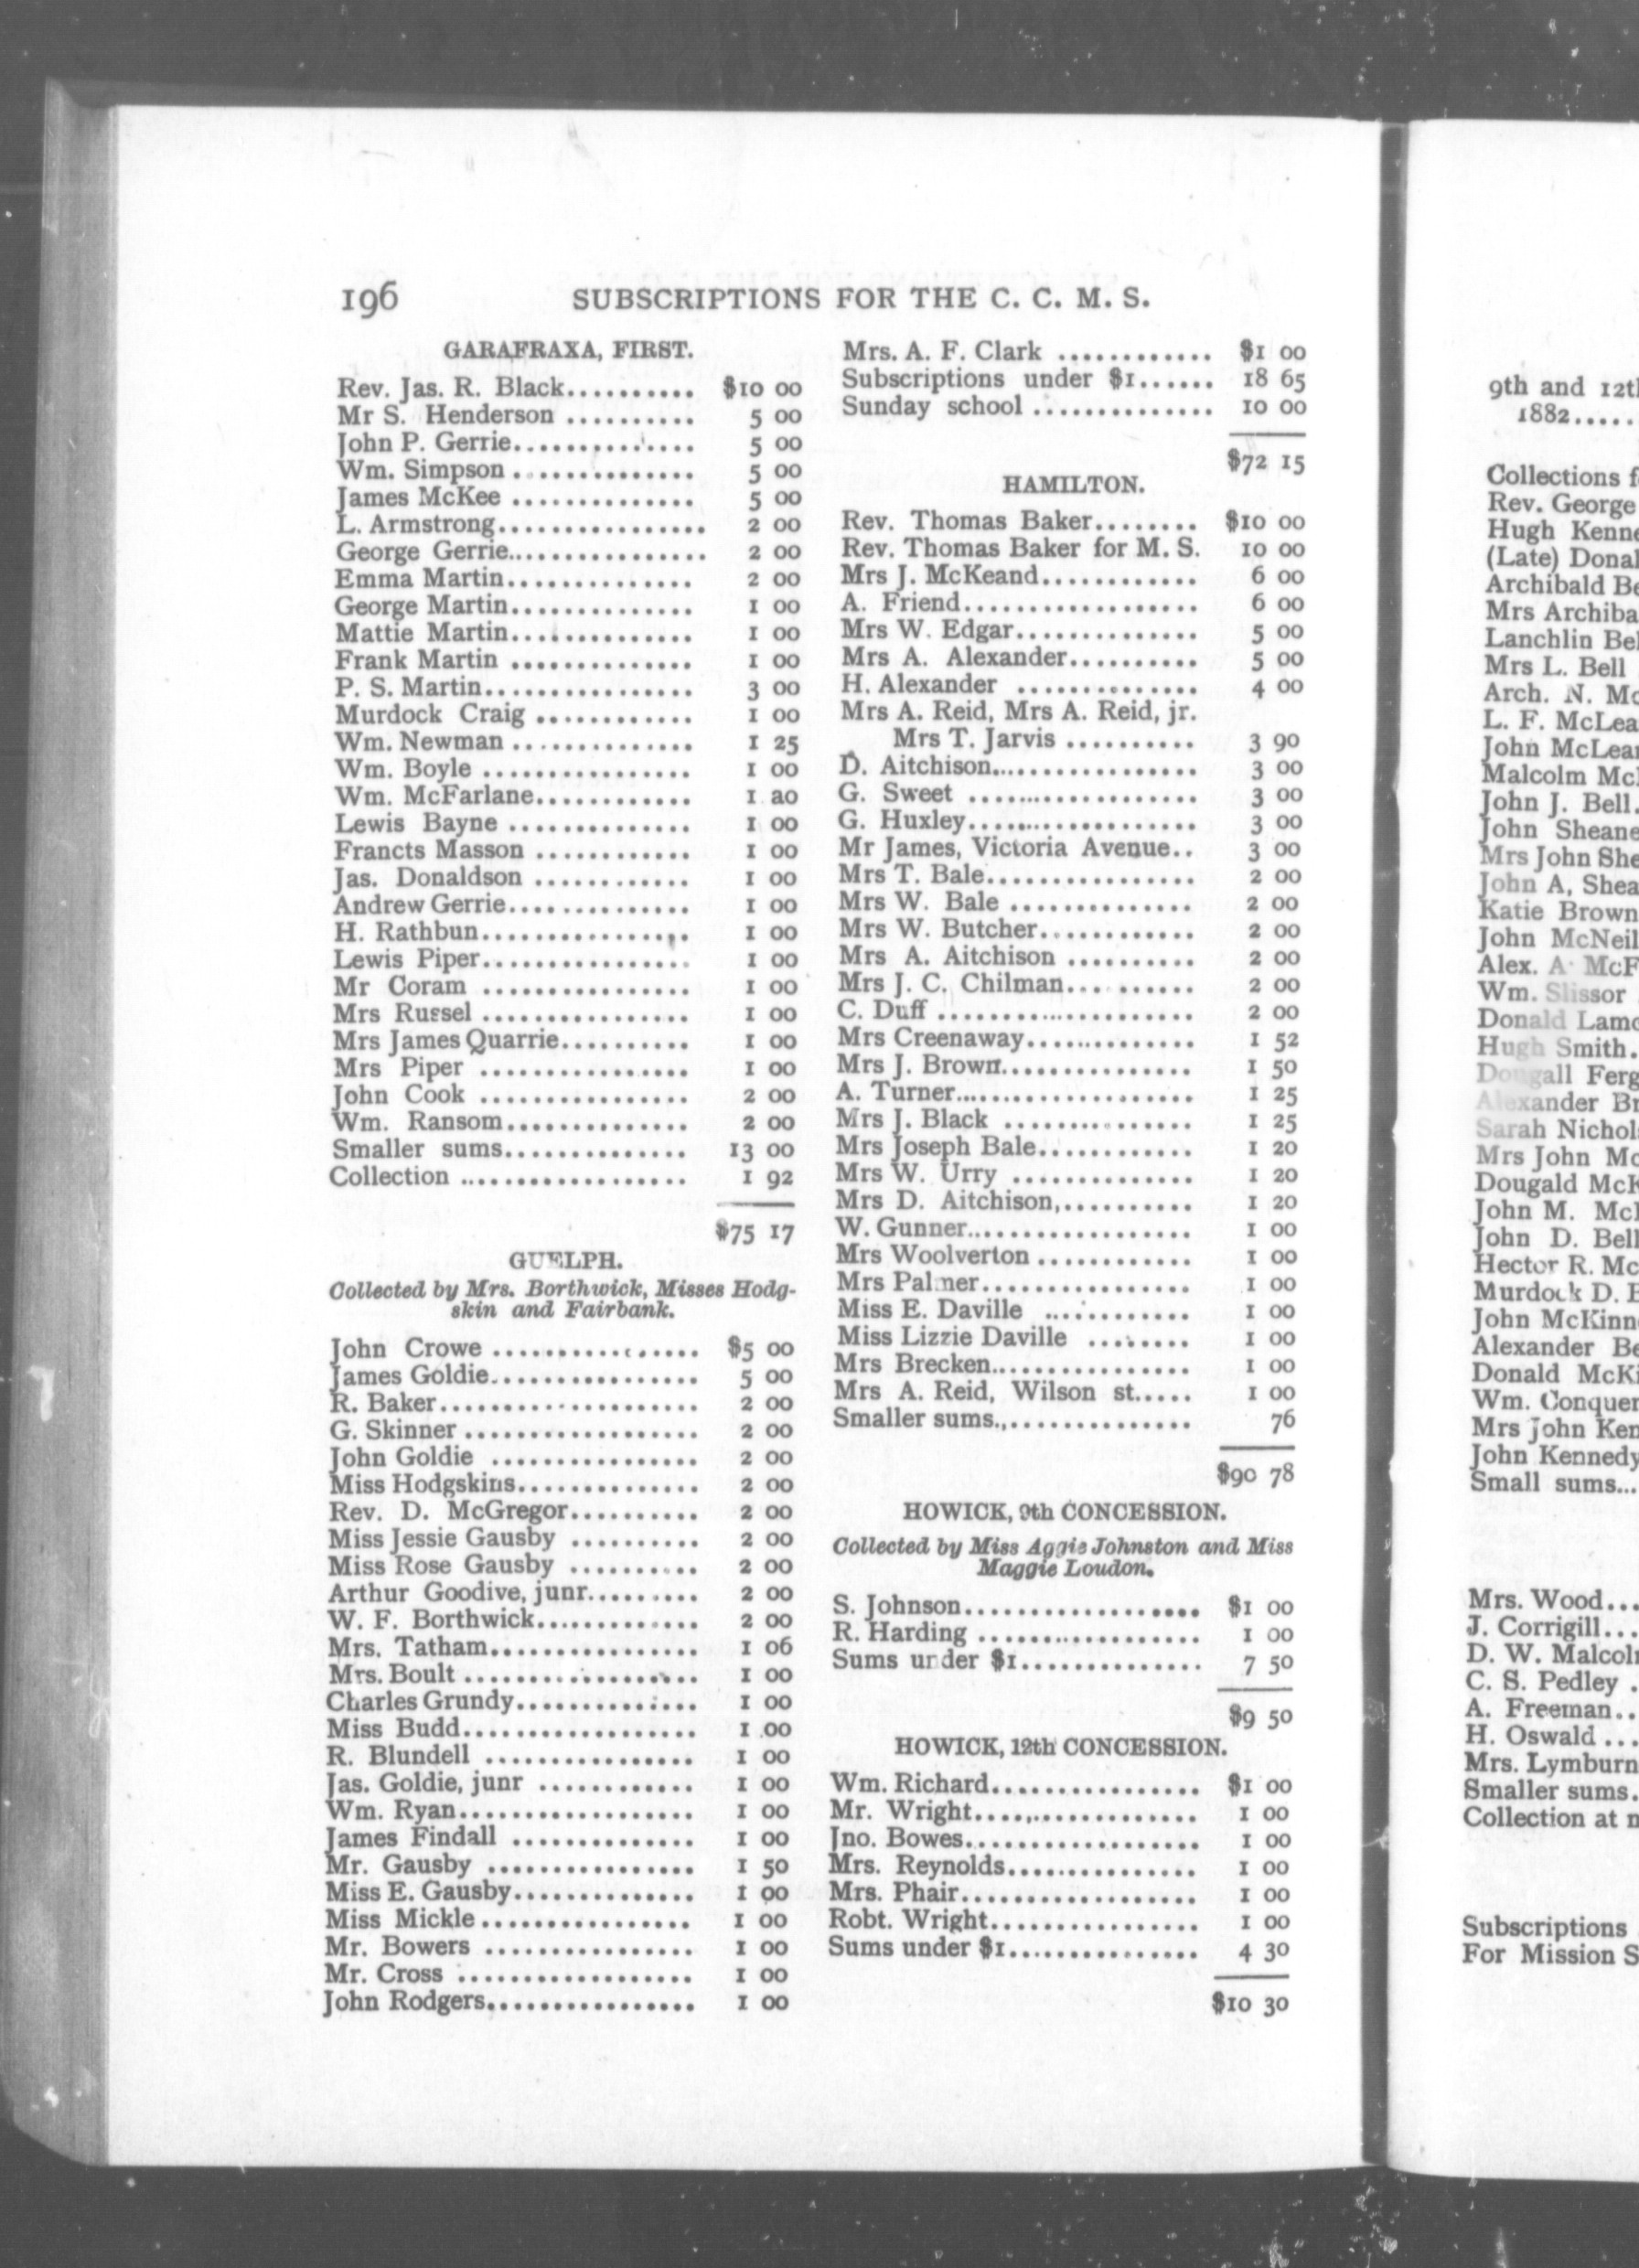 196 SUBSCRIPTIONS FOR THE C. C. M. S.
GARAFRAXA, FIRST.
Rev. Jas. R. Black.......... $10 00
Mr S. Henderson .......... 5 00
John P. Gerrie.............. 5 00
Wm. Simpson .............. 5 00
James McKee .............. 5 00
L. Armstrong................ 2 00
George Gerrie................ 2 00
Emma Martin.............. 2 00
George Martin.............. 1 00
Mattie Martin.............. 1 00
Frank Martin .............. 1 00
P. S. Martin................ 3 00
Murdock Craig ............ 1 00
Wm. Newman .............. 1 25
Wm. Boyle ................ 1 00
Wm. McFarlane............ 1 ao
Lewis Bayne .............. 1 00
Francts Masson ............ 1 00
Jas. Donaldson ............ 1 00
Andrew Gerrie.............. 1 00
H. Rathbun................ 1 00
Lewis Piper................ 1 00
Mr Coram ................ 1 00
Mrs Russel ................ 1 00
Mrs James Quarrie.......... 1 00
Mrs Piper ................ 1 00
John Cook ................ 2 00
Wm. Ransom.............. 2 00
Smaller sums.............. 13 00
Collection .................. 1 92
$75 17
GUELPH.
Collected by Mrs. Borthwick, Misses Hodg-
skin and Fairbank.
John Crowe ................ $5 00
James Goldie................ 5 00
R. Baker.................... 2 00
G. Skinner .................. 2 00
John Goldie ................ 2 00
Miss Hodgskins.............. 2 00
Rev. D. McGregor.......... 2 00
Miss Jessie Gausby .......... 2 00
Miss Rose Gausby .......... 2 00
Arthur Goodive, junr......... 2 00
W. F. Borthwick............. 2 00
Mrs. Tatham................ 1 06
Mrs. Boult .................. 1 00
Charles Grundy.............. 1 00
Miss Budd.................. 1 00
R. Blundell ................ 1 00
Jas. Goldie, junr ............ 1 00
Wm. Ryan.................. 1 00
James Findall .............. 1 00
Mr. Gausby ................ 1 50
Miss E. Gausby.............. 1 00
Miss Mickle................ 1 00
Mr. Bowers ................ 1 00
Mr. Cross .................. 1 00
John Rodgers................ 1 00
Mrs. A. F. Clark ............ $1 00
Subscriptions under $1...... 18 65
Sunday school .............. 10 00
$72 15
HAMILTON.
Rev. Thomas Baker........ $10 00
Rev. Thomas Baker for M. S. 10 00
Mrs J. McKeand............ 6 00
A. Friend.................. 6 00
Mrs W. Edgar.............. 5 00
Mrs A. Alexander.......... 5 00
H. Alexander .............. 4 00
Mrs A. Reid, Mrs A. Reid, jr.
Mrs T. Jarvis .......... 3 90
D. Aitchison.................. 3 00
G. Sweet .................. 3 00
G. Huxley.................. 3 00
Mr James, Victoria Avenue.. 3 00
Mrs T. Bale................ 2 00
Mrs W. Bale .............. 2 00
Mrs W. Butcher............ 2 00
Mrs A. Aitchison .......... 2 00
Mrs J. C. Chilman.......... 2 00
C. Duff .................... 2 00
Mrs Creenaway.............. 1 52
Mrs J. Brown............... 1 50
A. Turner.................... 1 25
Mrs J. Black .............. 1 25
Mrs Joseph Bale............ 1 20
Mrs W. Urry .............. 1 20
Mrs D. Aitchison,.......... 1 20
W. Gunner.................. 1 00
Mrs Woolverton ............ 1 00
Mrs Palmer................ 1 00
Miss E. Daville ............ 1 00
Miss Lizzie Daville ........ 1 00
Mrs Brecken................ 1 00
Mrs A. Reid, Wilson st..... 1 00
Smaller sums.,.............. 76
$90 78
HOWICK, 9th CONCESSION.
Collected by Miss Aggie Johnston and Miss
Maggie Loudon.
S. Johnson.................. $1 00
R. Harding ................. 1 00
Sums under $1.............. 7 50
$9 50
HOWICK, 12th CONCESSION.
Wm. Richard................ $1 00
Mr. Wright....,............. 1 00
Jno. Bowes.................. 1 00
Mrs. Reynolds............... 1 00
Mrs. Phair.................. 1 00
Robt. Wright................ 1 00
Sums under $1............... 4 30
$10 30
9th and 12th
1882.....
Collections
Rev. George
Hugh
(Late)
Archibald
Mrs
Lanchlin
Mrs L. Bell
Arch. N.
L. F.
John
Malcolm
John J. Bell.
John
Mrs John
John A,
Katie Brown
John
Alex. A
Wm. Slissor
Donald
Hugh Smith.
Dougall
Alexander
Sarah
Mrs John
Dougald
John M.
John D.
Hector R.
Murdock D.
John
Alexander
Donald
Wm.
Mrs John
John Kennedy
Small sums...
Mrs. Wood...
J. Corrigill...
D. W.
C. S. Pedley .
A. Freeman..
H. Oswald ...
Mrs.
Smaller sums.
Collection at
Subscriptions
For Mission